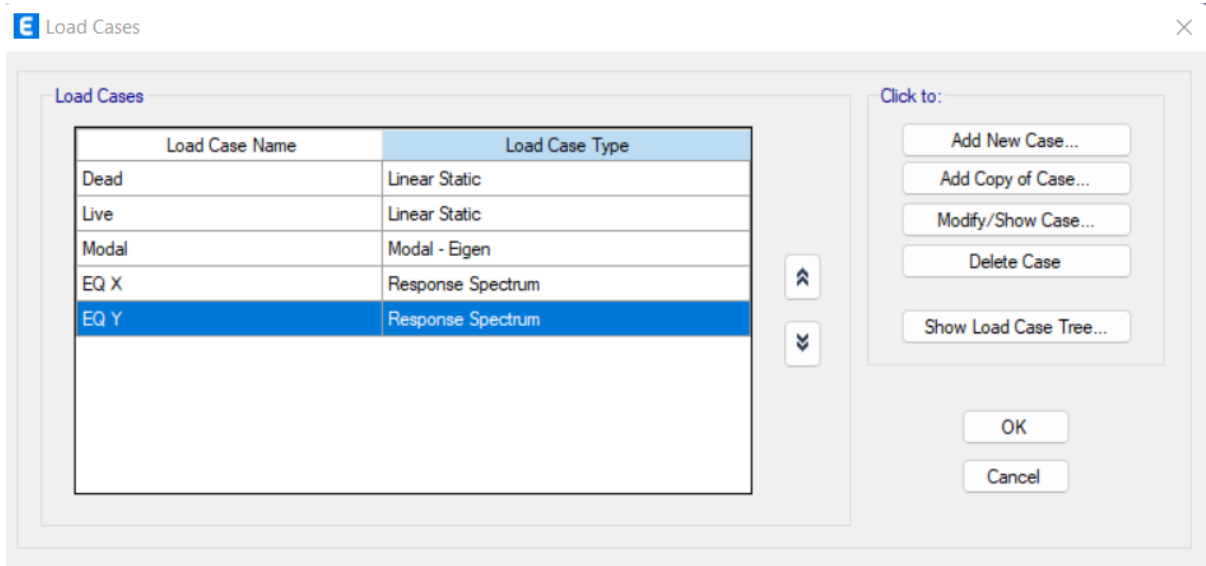 E Load Cases
Load Cases
Load Case Name Load Case Type
Dead Linear Static
Live Linear Static
Modal Modal - Eigen
EQ X Response Spectrum
EQ Y Response Spectrum
Click to:
Add New Case...
Add Copy of Case...
Modify/Show Case...
Delete Case
Show Load Case Tree...
OK
Cancel